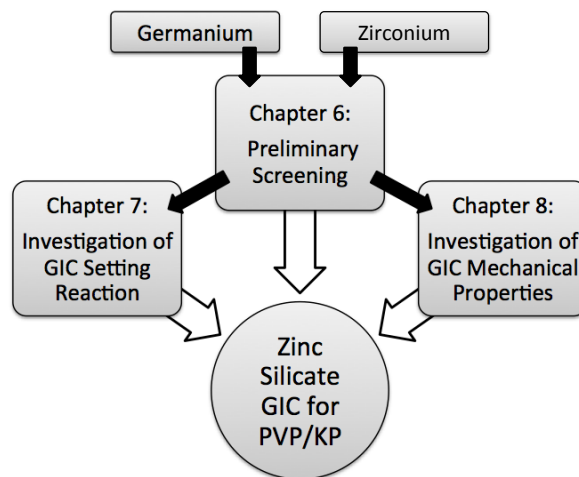 Germanium
Zirconium
Chapter 6:
Preliminary
Screening
Chapter 7:
Investigation of
GIC Setting
Reaction
Chapter 8:
Investigation of
GIC Mechanical
Properties
Zinc
Silicate
GIC for
PVP/KP